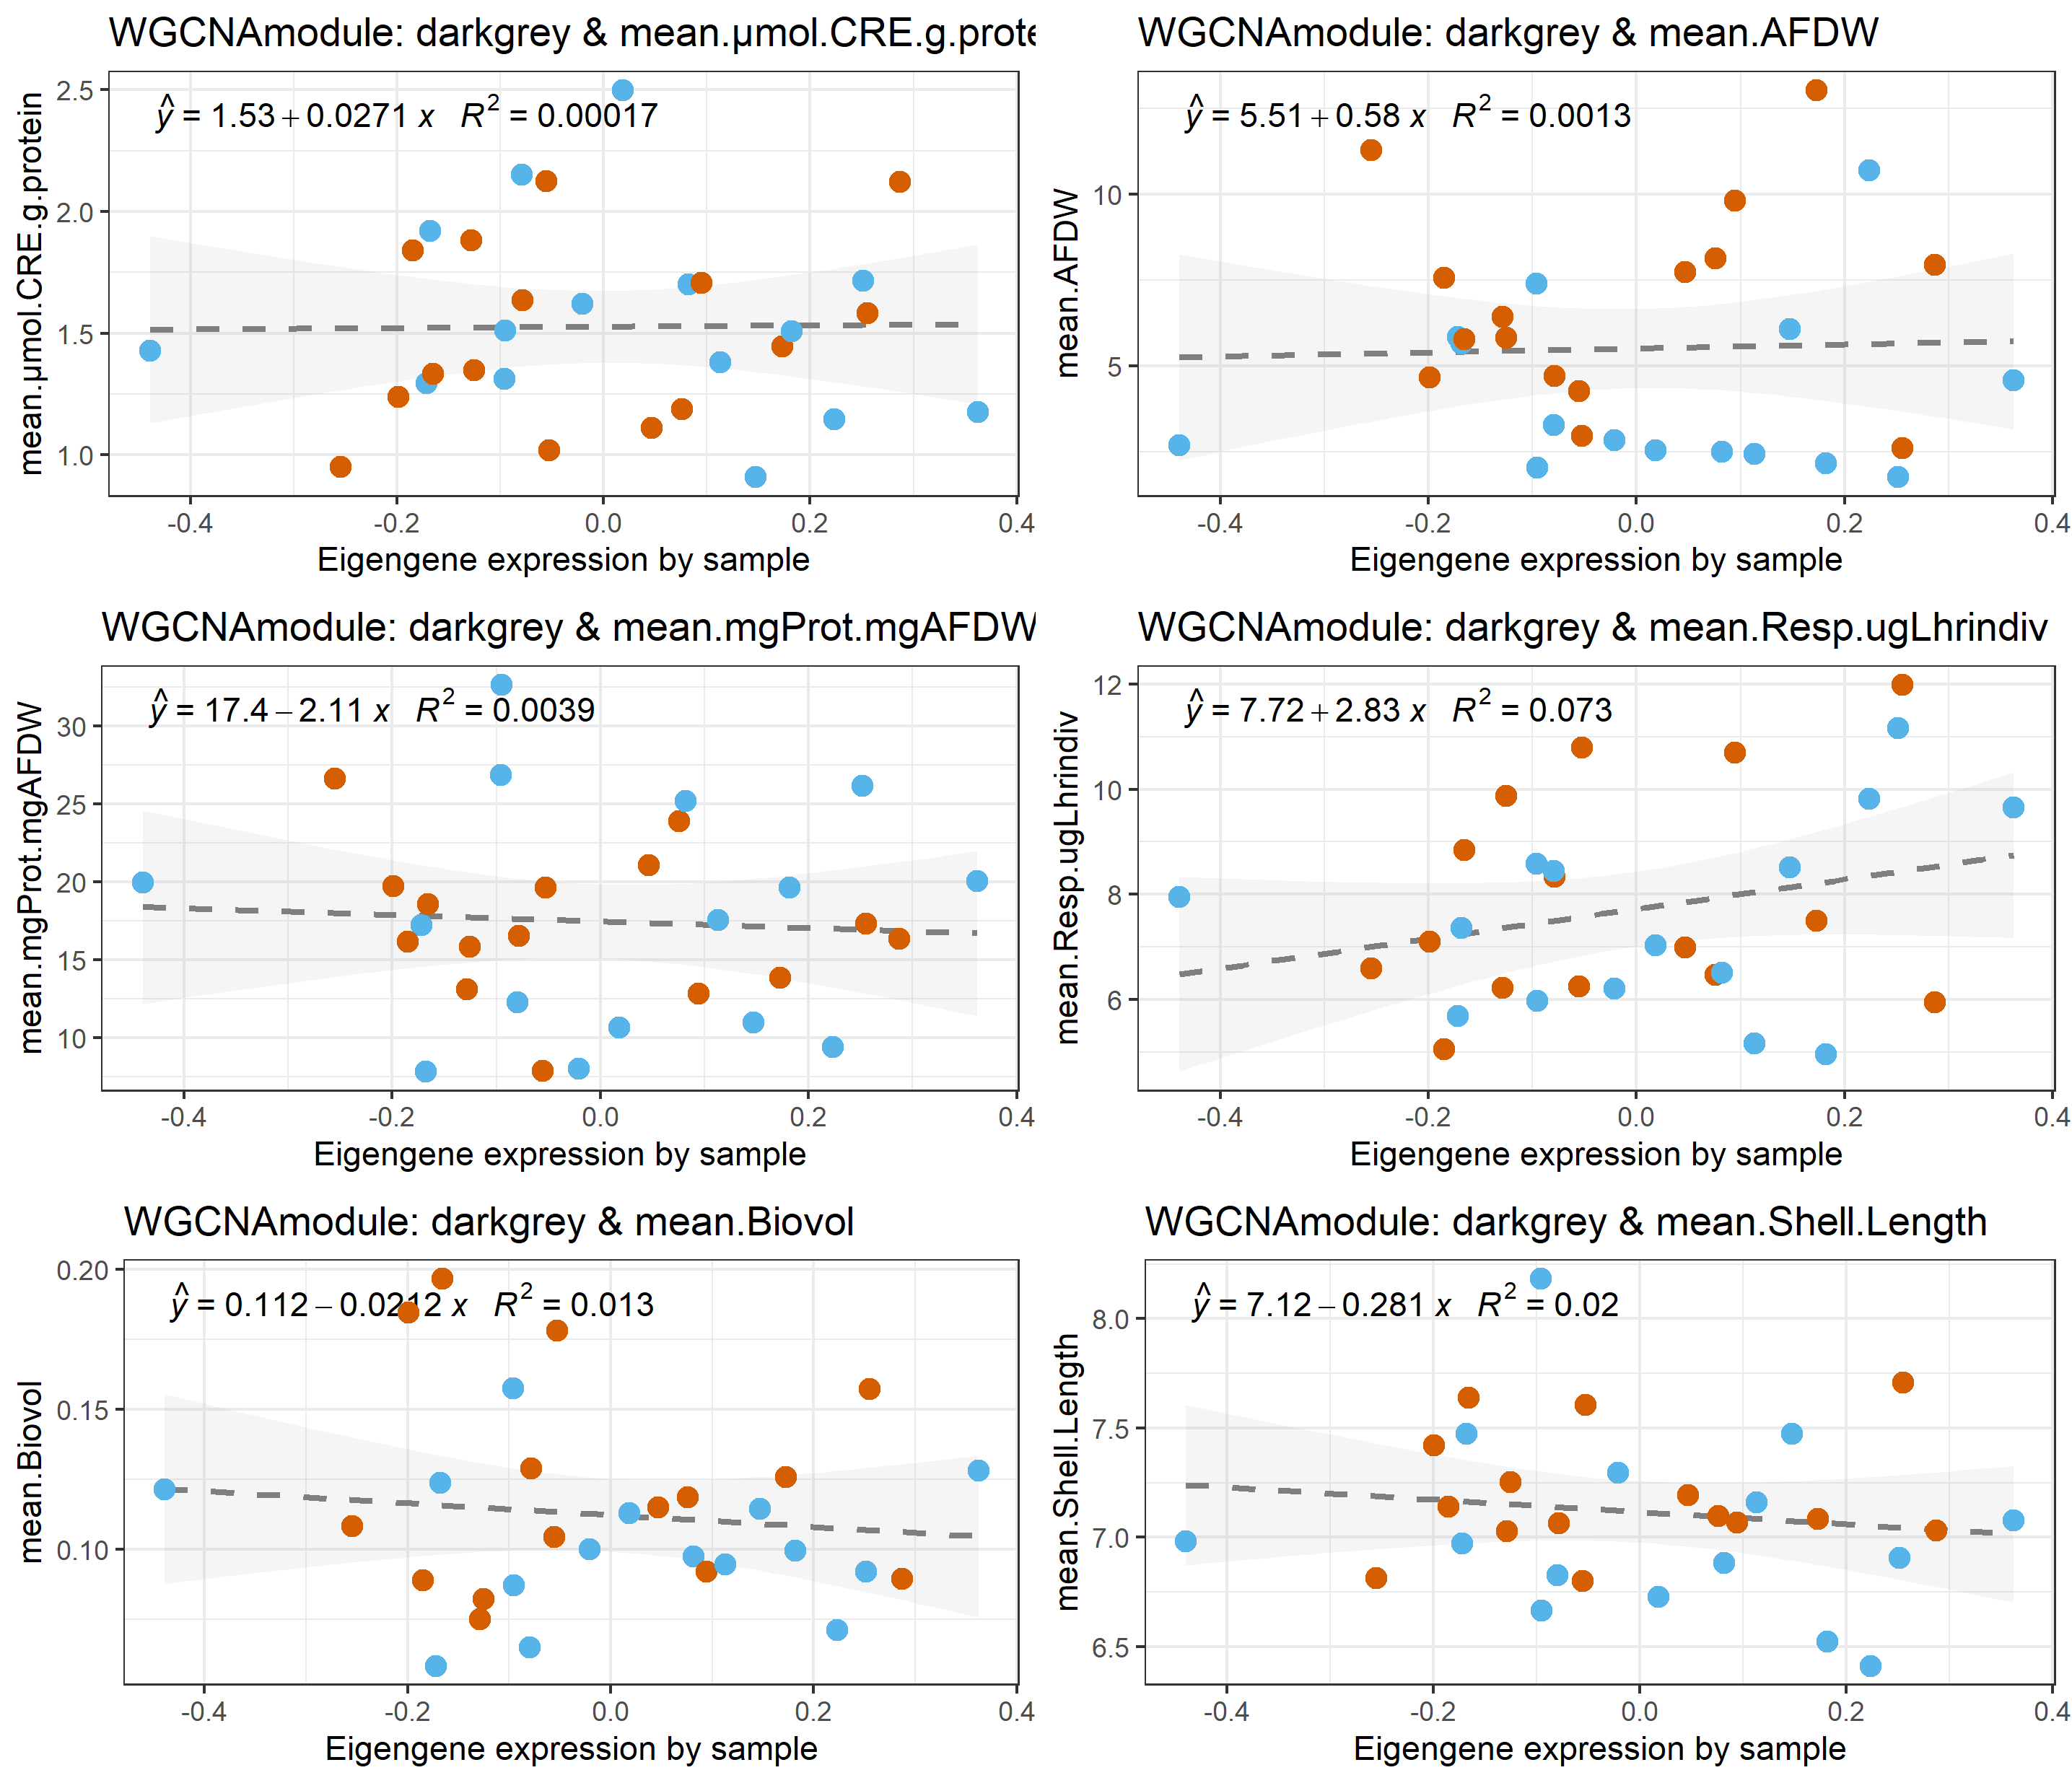 WGCNAmodule: darkgrey & mean.µmol.CRE.g.prote
ŷ = 1.53 + 0.0271 x R² = 0.00017
mean.µmol.CRE.g.protein
2.5
2.0
1.5
1.0
-0.4 -0.2 0.0 0.2 0.4
Eigengene expression by sample
WGCNAmodule: darkgrey & mean.AFDW
ŷ = 5.51 + 0.58 x R² = 0.0013
mean.AFDW
10
5
-0.4 -0.2 0.0 0.2 0.4
Eigengene expression by sample
WGCNAmodule: darkgrey & mean.mgProt.mgAFDW
ŷ = 17.4 − 2.11 x R² = 0.0039
mean.mgProt.mgAFDW
30
25
20
15
10
-0.4 -0.2 0.0 0.2 0.4
Eigengene expression by sample
WGCNAmodule: darkgrey & mean.Resp.ugLhrindiv
ŷ = 7.72 + 2.83 x R² = 0.073
mean.Resp.ugLhrindiv
12
10
8
6
-0.4 -0.2 0.0 0.2 0.4
Eigengene expression by sample
WGCNAmodule: darkgrey & mean.Biovol
ŷ = 0.112 − 0.0212 x R² = 0.013
mean.Biovol
0.20
0.15
0.10
-0.4 -0.2 0.0 0.2 0.4
Eigengene expression by sample
WGCNAmodule: darkgrey & mean.Shell.Length
ŷ = 7.12 − 0.281 x R² = 0.02
mean.Shell.Length
8.0
7.5
7.0
6.5
-0.4 -0.2 0.0 0.2 0.4
Eigengene expression by sample